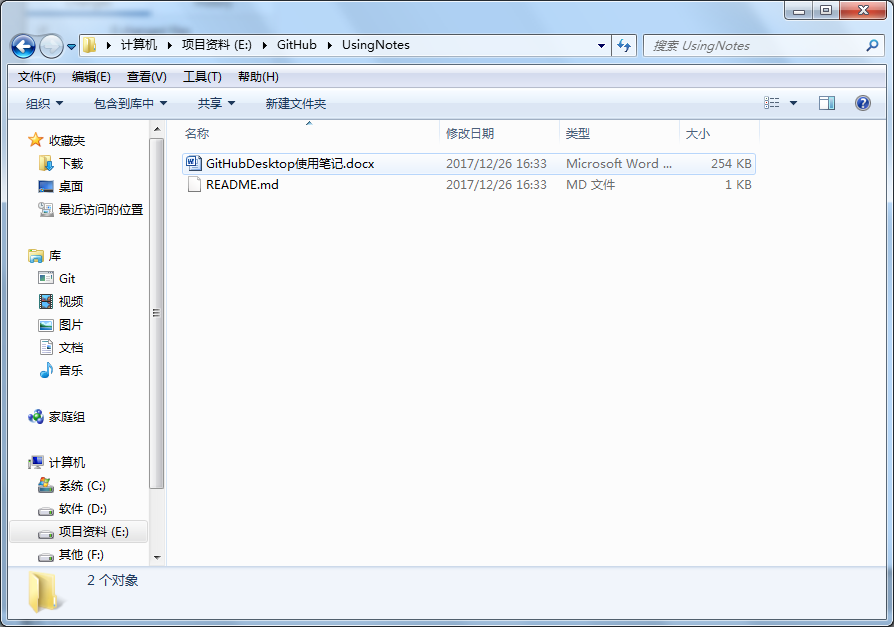 计算机 项目资料 (E:) GitHub UsingNotes 搜索 UsingNotes
文件(F) 编辑(E) 查看(V) 工具(T) 帮助(H)
组织 包含到库中 共享 新建文件夹
名称 修改日期 类型 大小
GitHubDesktop使用笔记.docx 2017/12/26 16:33 Microsoft Word ... 254 KB
README.md 2017/12/26 16:33 MD 文件 1 KB
收藏夹
下载
桌面
最近访问的位置
库
Git
视频
图片
文档
音乐
家庭组
计算机
系统 (C:)
软件 (D:)
项目资料 (E:)
其他 (F:)
2 个对象